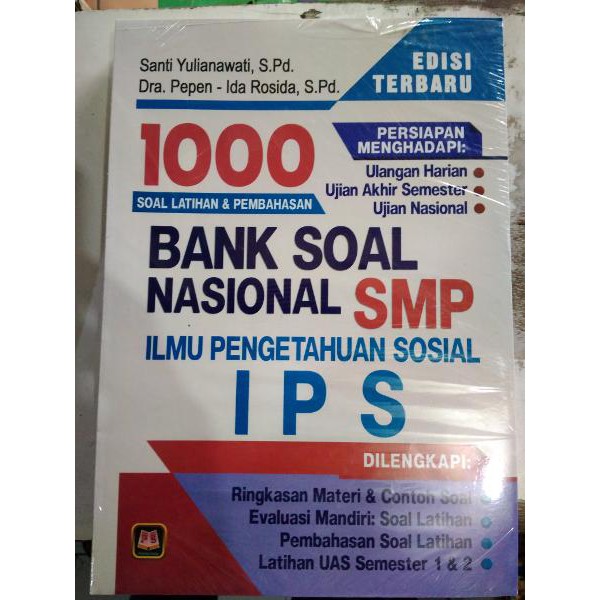 Santi Yulianawati, S.Pd.
Dra. Pepen - Ida Rosida, S.Pd.
EDISI
TERBARU
1000
SOAL LATIHAN & PEMBAHASAN
PERSIAPAN
MENGHADAPI:
Ulangan Harian
Ujian Akhir Semester
Ujian Nasional
BANK SOAL
NASIONAL SMP
ILMU PENGETAHUAN SOSIAL
IPS
DILENGKAPI:
Ringkasan Materi & Contoh Soal
Evaluasi Mandiri: Soal Latihan
Pembahasan Soal Latihan
Latihan UAS Semester 1 & 2